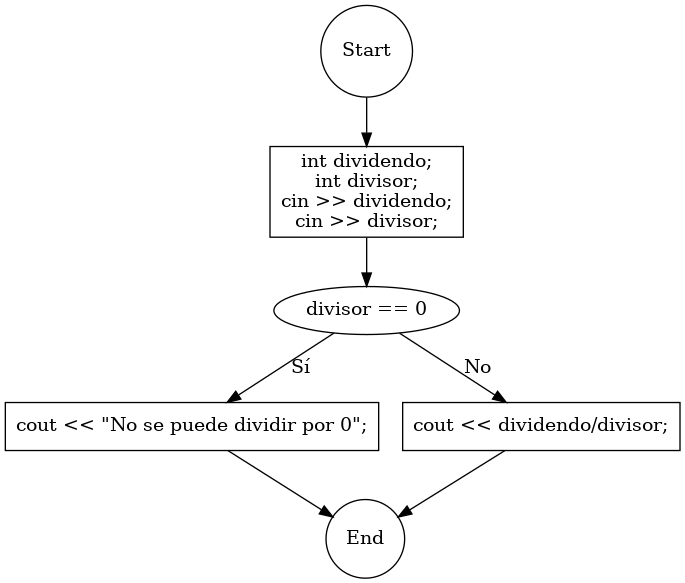 Start
int dividendo;
int divisor;
cin >> dividendo;
cin >> divisor;
divisor == 0
Sí
No
cout << "No se puede dividir por 0";
cout << dividendo/divisor;
End